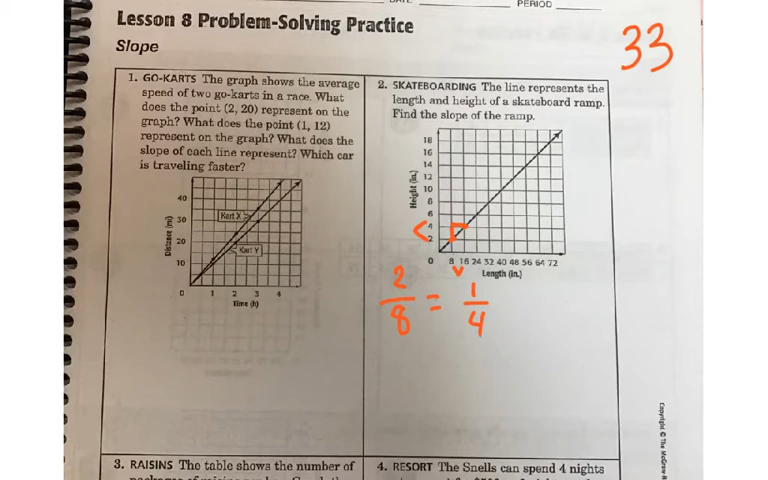 PERIOD
Lesson 8 Problem-Solving Practice
33
Slope
1. GO-KARTS The graph shows the average
speed of two go-karts in a race. What
does the point (2, 20) represent on the
graph? What does the point (1, 12)
represent on the graph? What does the
slope of each line represent? Which car
is traveling faster?
Distance (mi)
40
30
20
10
0 1 2 3 4
Kart X
Kart Y
Time (h)
2. SKATEBOARDING The line represents the
length and height of a skateboard ramp.
Find the slope of the ramp.
Height (in.)
18
16
14
12
10
8
6
4
2
0 8 16 24 32 40 48 56 64 72
Length (in.)
2/8 = 1/4
3. RAISINS The table shows the number of
4. RESORT The Snells can spend 4 nights